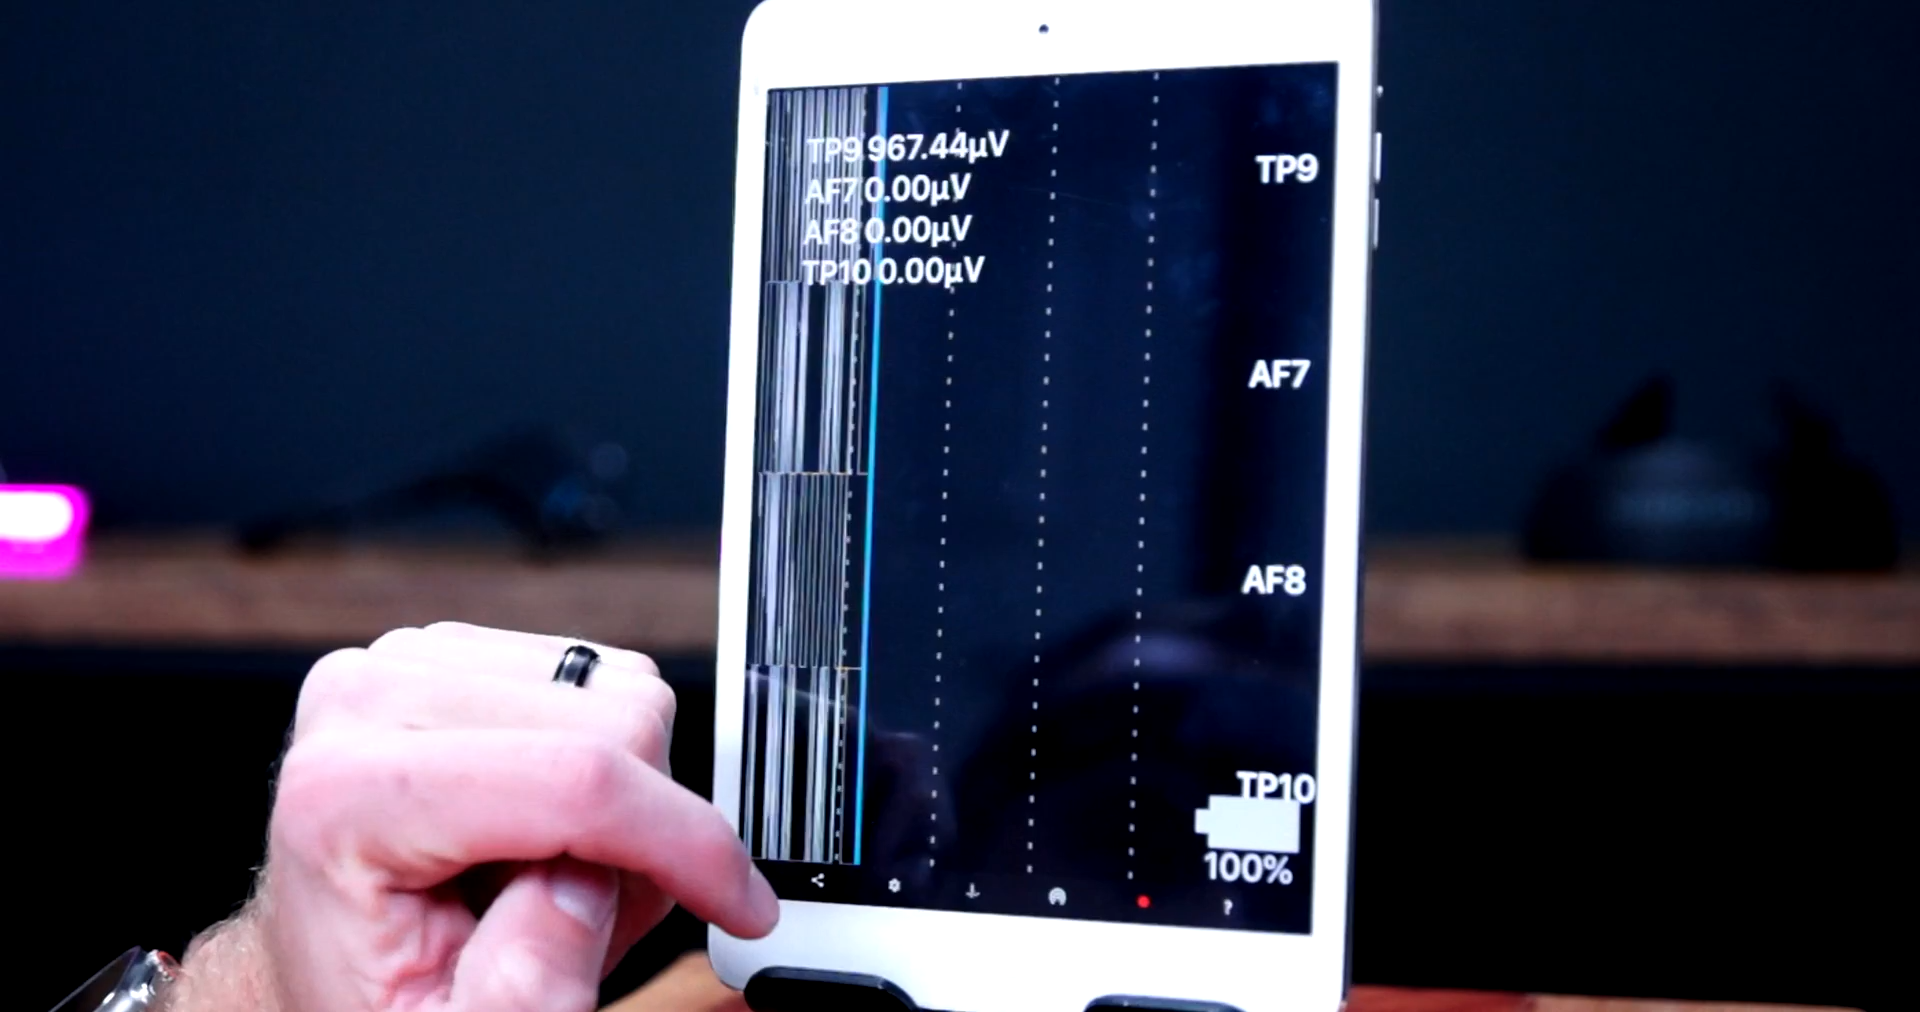 TP9 967.44µV
AF7 0.00µV
AF8 0.00µV
TP10 0.00µV
TP9
AF7
AF8
TP10
100%
?